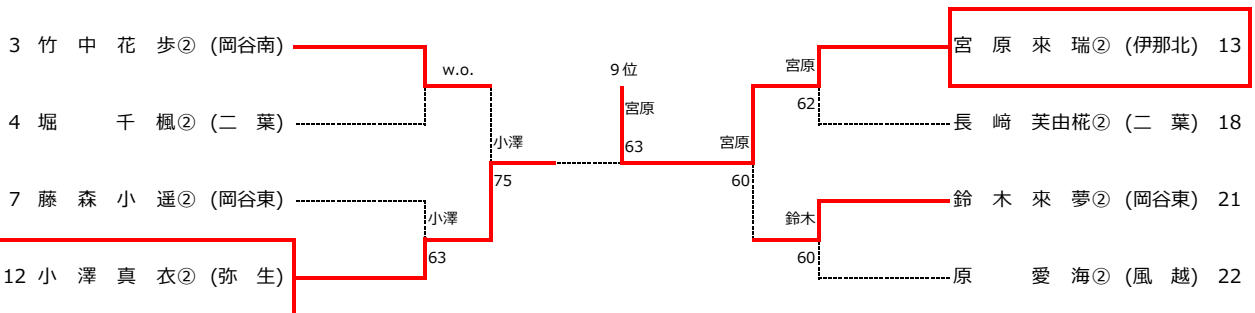 3 竹 中 花 歩② (岡谷南)
w.o.
9位
宮原
宮 原 來 瑞② (伊那北) 13
宮原
62
4 堀 千 楓② (二 葉)
長 﨑 芙由椛② (二 葉) 18
小澤
63
宮原
75
60
7 藤 森 小 遥② (岡谷東)
鈴 木 來 夢② (岡谷東) 21
小澤
鈴木
63
60
12 小 澤 真 衣② (弥 生)
原 愛 海② (風 越) 22